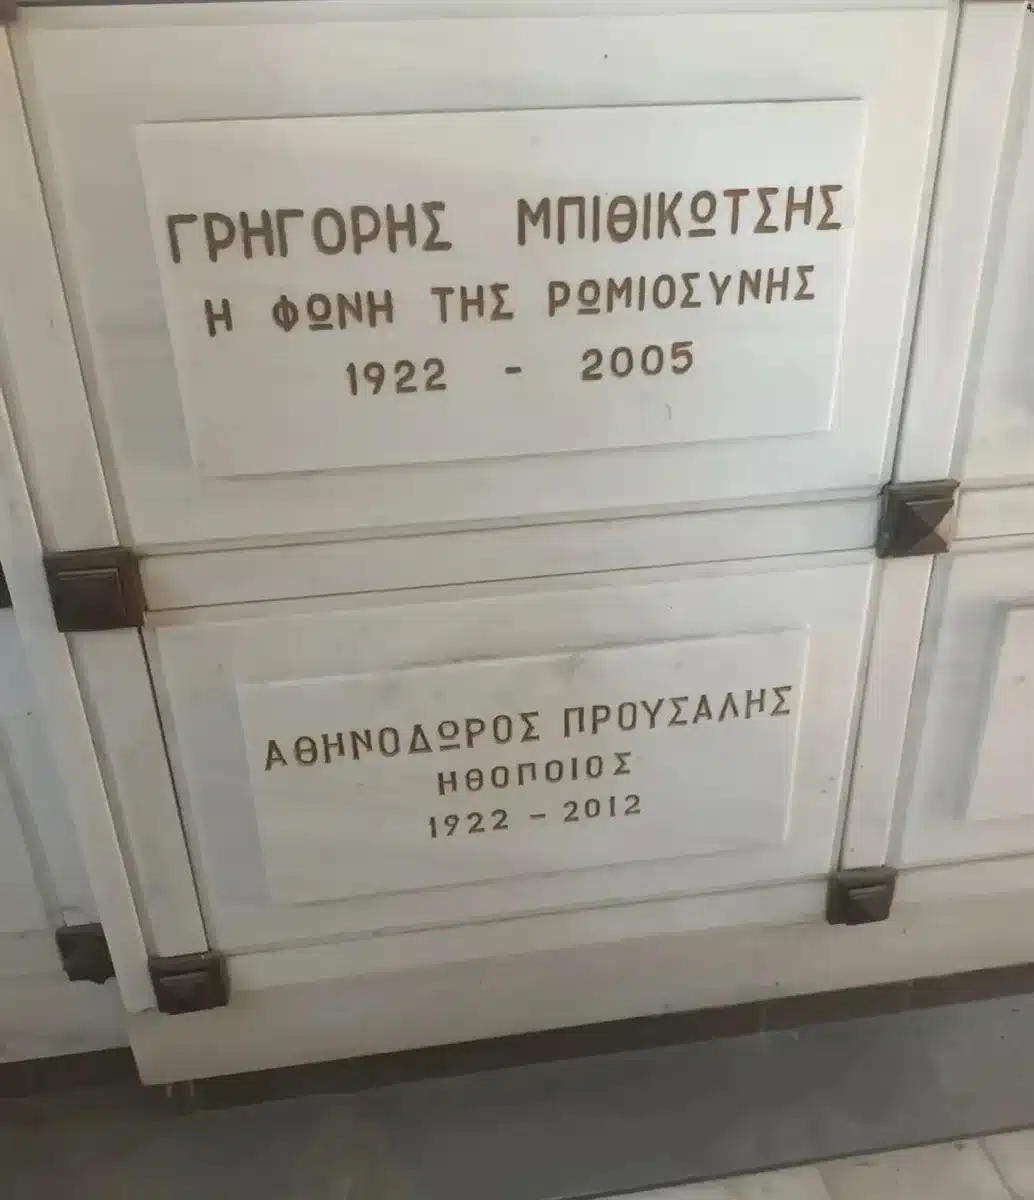 ΓΡΗΓΟΡΗΣ ΜΠΙΘΙΚΩΤΣΗΣ
Η ΦΩΝΗ ΤΗΣ ΡΩΜΙΟΣΥΝΗΣ
1922 - 2005
ΑΘΗΝΟΔΩΡΟΣ ΠΡΟΥΣΑΛΗΣ
ΗΘΟΠΟΙΟΣ
1922 - 2012